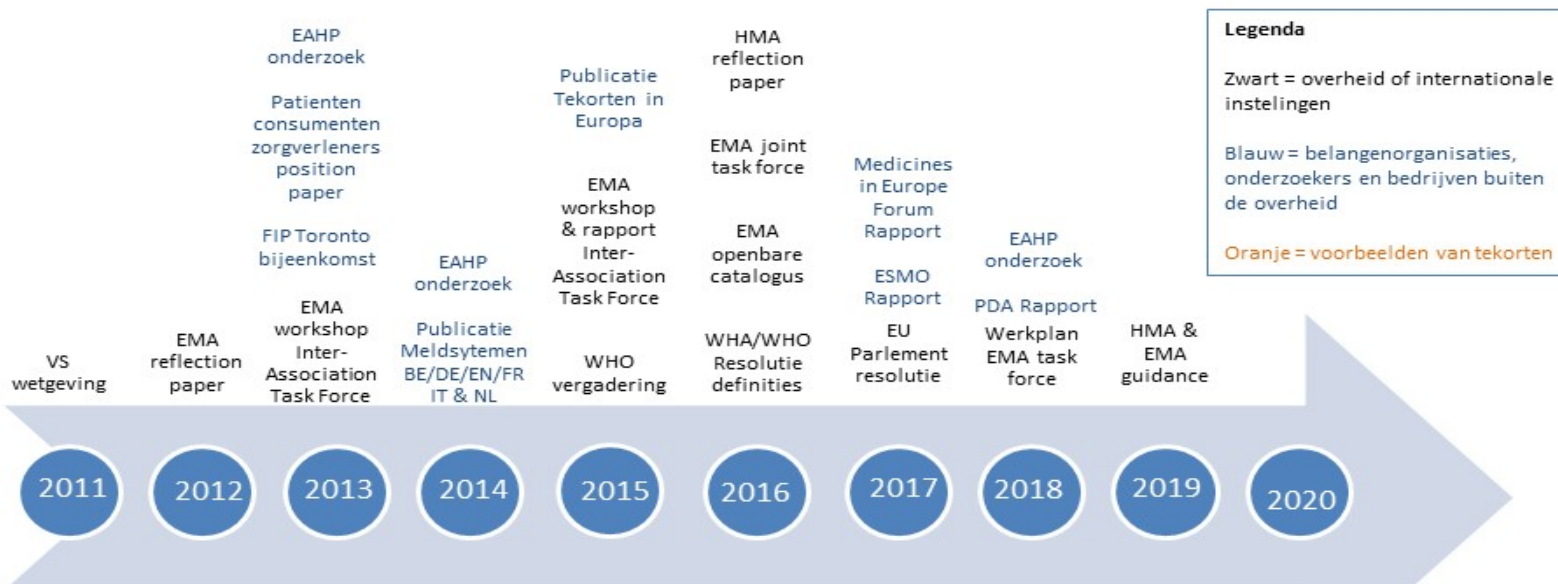 VS
wetgeving
EMA
reflection
paper
EAHP
onderzoek
Patienten
consumenten
zorgverleners
position
paper
FIP Toronto
bijeenkomst
EMA
workshop
Inter-
Association
Task Force
EAHP
onderzoek
Publicatie
Meldsytemen
BE/DE/EN/FR
IT & NL
Publicatie
Tekorten in
Europa
EMA
workshop
& rapport
Inter-
Association
Task Force
WHO
vergadering
HMA
reflection
paper
EMA joint
task force
EMA
openbare
catalogus
WHA/WHO
Resolutie
definities
Medicines
in Europe
Forum
Rapport
ESMO
Rapport
EU
Parlement
resolutie
EAHP
onderzoek
PDA Rapport
Werkplan
EMA task
force
HMA &
EMA
guidance
Legenda
Zwart = overheid of internationale
instellingen
Blauw = belangenorganisaties,
onderzoekers en bedrijven buiten
de overheid
Oranje = voorbeelden van tekorten
2011
2012
2013
2014
2015
2016
2017
2018
2019
2020